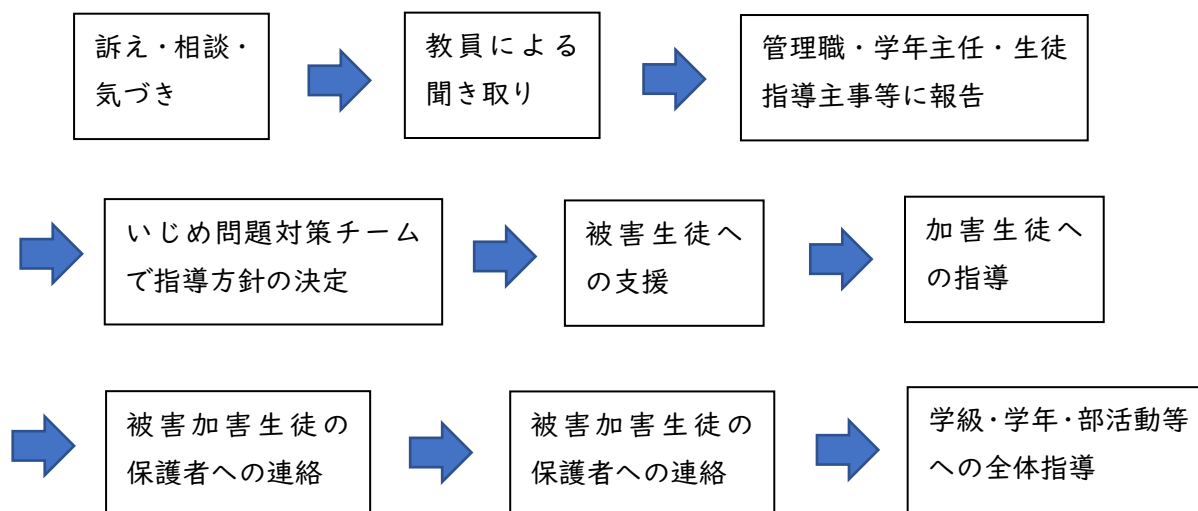 訴え・相談・
気づき
教員による
聞き取り
管理職・学年主任・生徒
指導主事等に報告
いじめ問題対策チーム
で指導方針の決定
被害生徒へ
の支援
加害生徒へ
の指導
被害加害生徒の
保護者への連絡
被害加害生徒の
保護者への連絡
学級・学年・部活動等
への全体指導